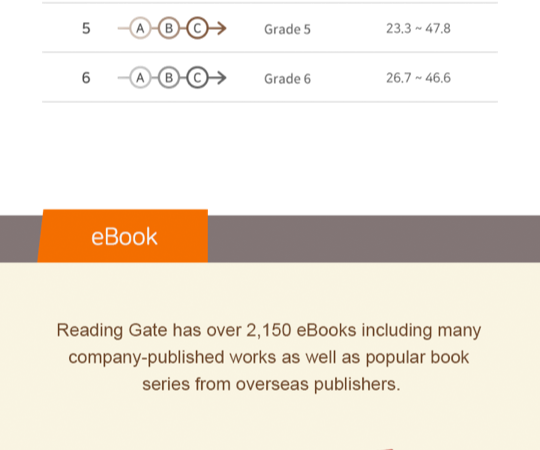 5 A B C Grade 5 23.3 ~ 47.8
6 A B C Grade 6 26.7 ~ 46.6
eBook
Reading Gate has over 2,150 eBooks including many
company-published works as well as popular book
series from overseas publishers.